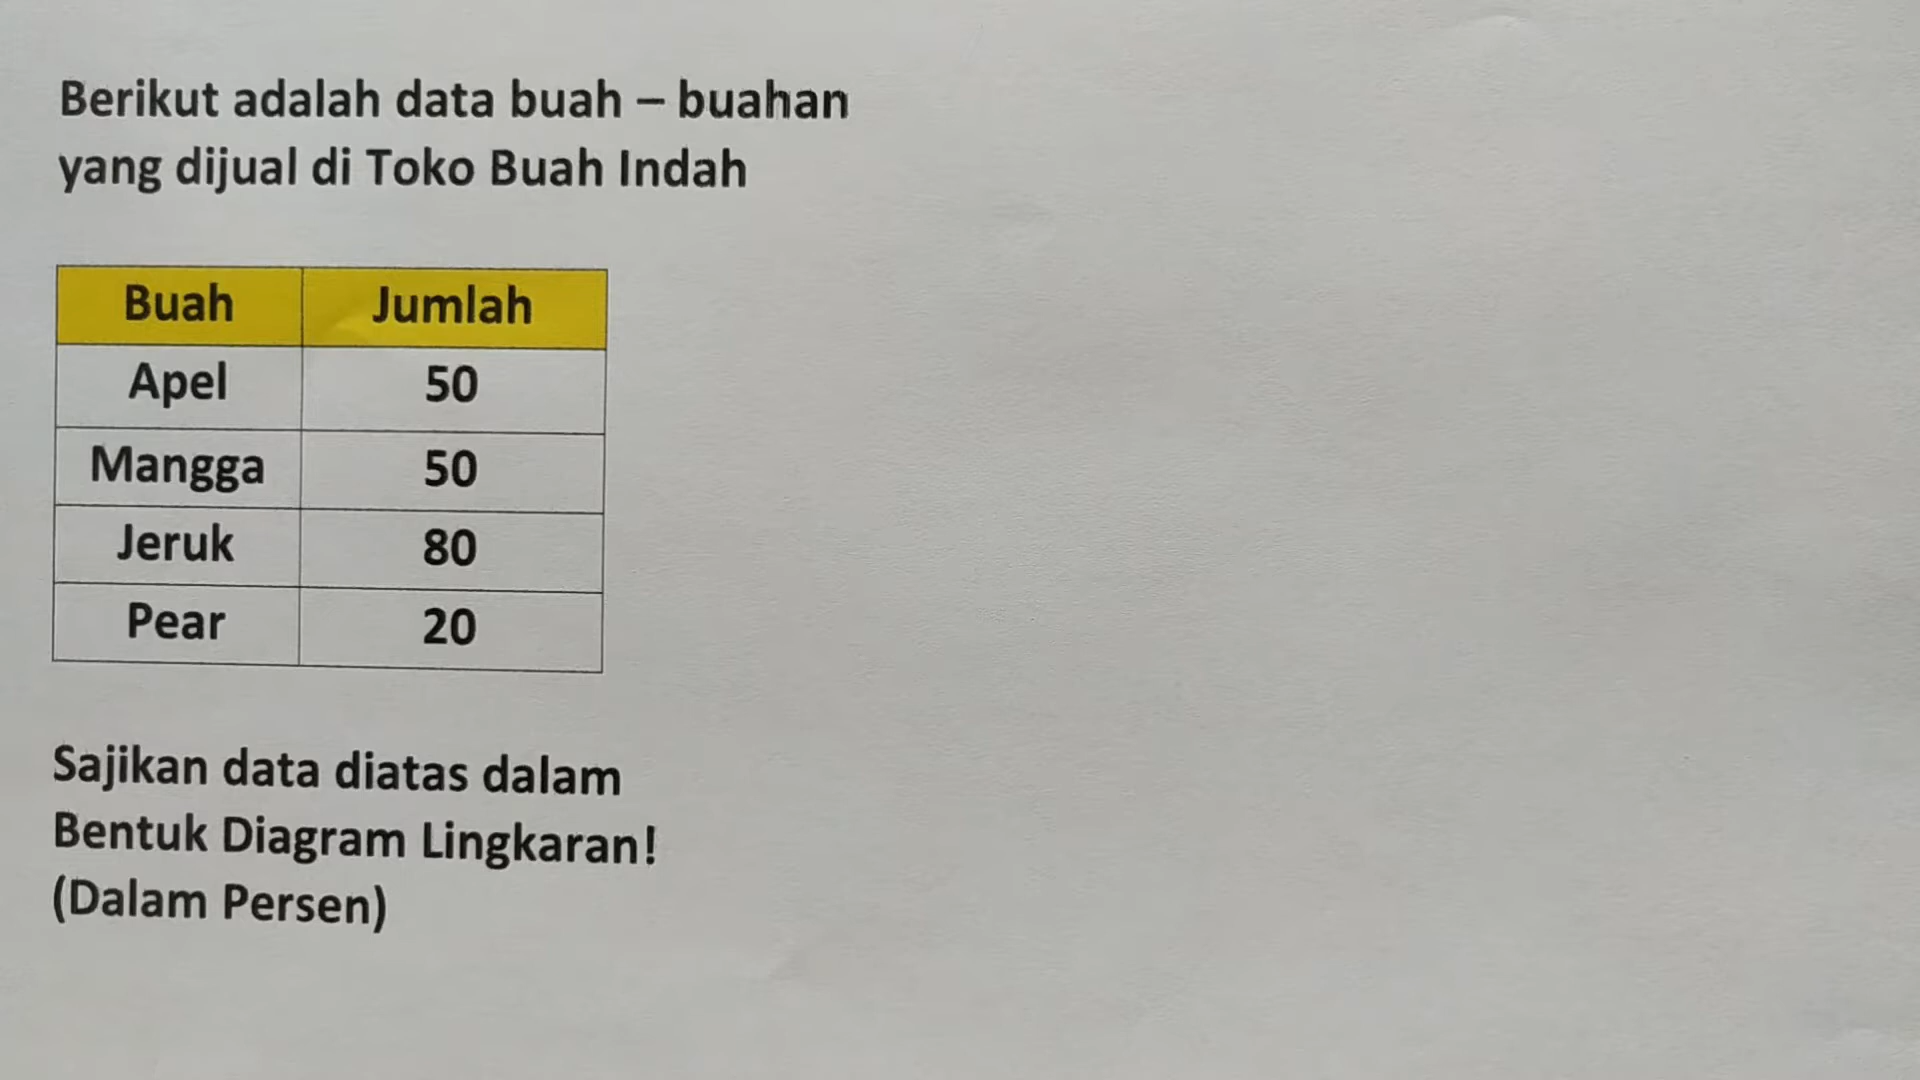 Berikut adalah data buah – buahan
yang dijual di Toko Buah Indah
Buah Jumlah
Apel 50
Mangga 50
Jeruk 80
Pear 20
Sajikan data diatas dalam
Bentuk Diagram Lingkaran!
(Dalam Persen)